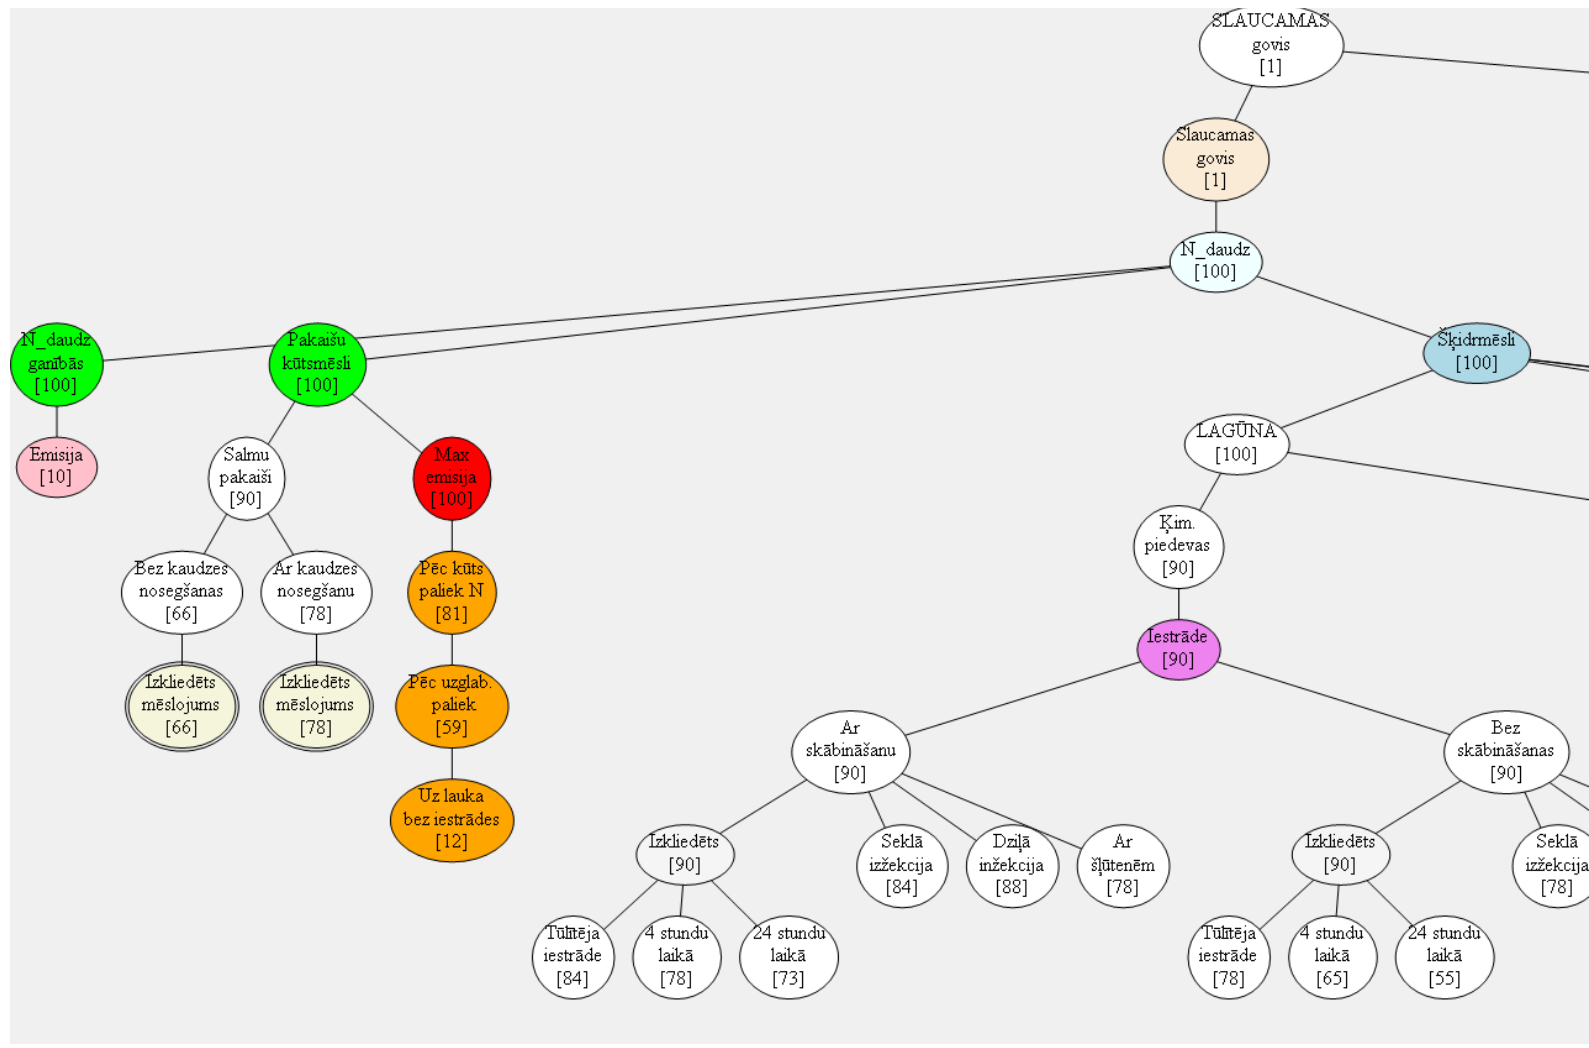 SLAUCAMAS
govis
[1]
Slaucamas
govis
[1]
N_daudz
[100]
N_daudz
ganībās
[100]
Pakaišu
kūtsmēsli
[100]
Šķidrmēsli
[100]
Emisija
[10]
Salmu
pakaiši
[90]
Max
emisija
[100]
LAGŪNA
[100]
Ķim.
piedevas
[90]
Bez kaudzes
nosegšanas
[66]
Ar kaudzes
nosegšanu
[78]
Pēc kūts
paliek N
[81]
Iestrāde
[90]
Izkliedēts
mēslojums
[66]
Izkliedēts
mēslojums
[78]
Pēc uzglab.
paliek
[59]
Ar
skābināšanu
[90]
Bez
skābināšanas
[90]
Uz lauka
bez iestrādes
[12]
Izkliedēts
[90]
Seklā
izžekcija
[84]
Dziļā
inžekcija
[88]
Ar
šļūtenēm
[78]
Izkliedēts
[90]
Seklā
izžekcija
[78]
Tūlītēja
iestrāde
[84]
4 stundu
laikā
[78]
24 stundu
laikā
[73]
Tūlītēja
iestrāde
[78]
4 stundu
laikā
[65]
24 stundu
laikā
[55]